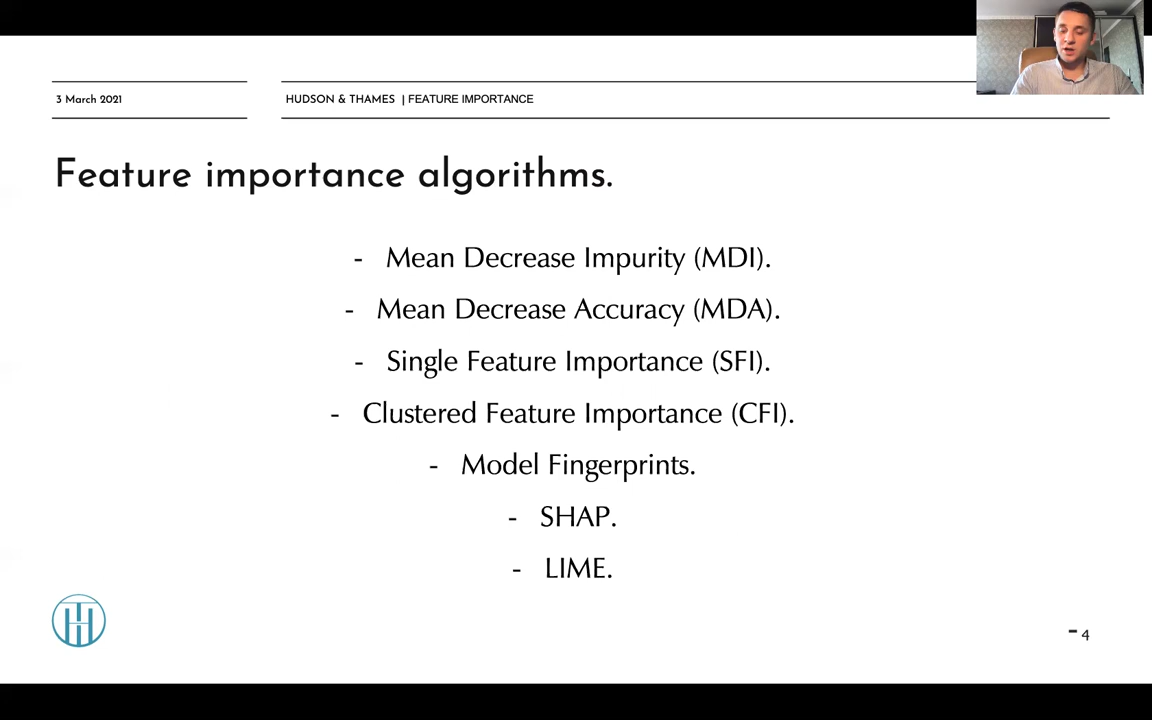 3 March 2021
HUDSON & THAMES | FEATURE IMPORTANCE
Feature importance algorithms.
- Mean Decrease Impurity (MDI).
- Mean Decrease Accuracy (MDA).
- Single Feature Importance (SFI).
- Clustered Feature Importance (CFI).
- Model Fingerprints.
- SHAP.
- LIME.
- 4